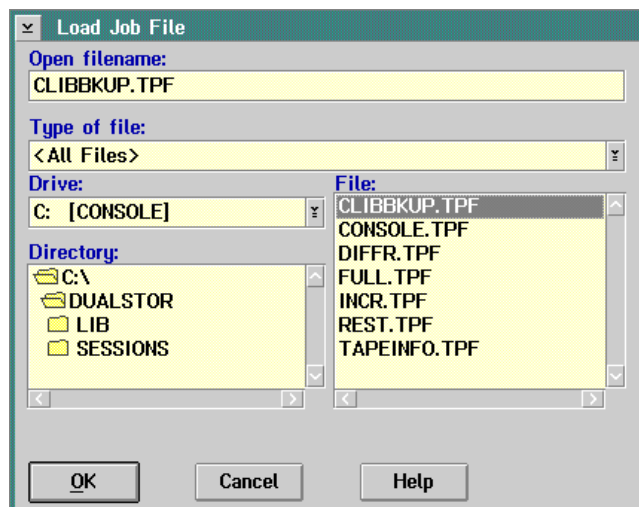 Load Job File
Open filename:
CLIBBKUP.TPF
Type of file:
<All Files>
Drive:
C: [CONSOLE]
Directory:
C:\
DUALSTOR
LIB
SESSIONS
File:
CLIBBKUP.TPF
CONSOLE.TPF
DIFFR.TPF
FULL.TPF
INCR.TPF
REST.TPF
TAPEINFO.TPF
OK
Cancel
Help